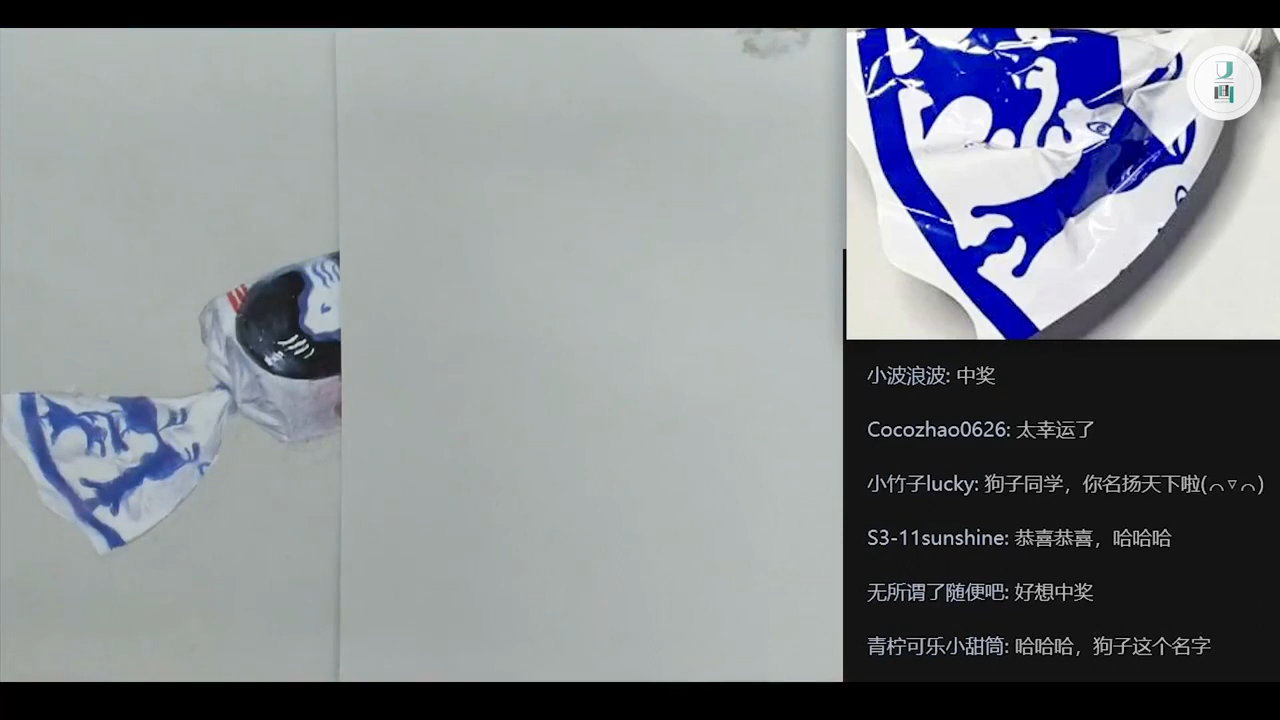 小波浪波: 中奖
Cocozhao0626: 太幸运了
小竹子lucky: 狗子同学，你名扬天下啦(⌒▽⌒)
S3-11sunshine: 恭喜恭喜，哈哈哈
无所谓了随便吧: 好想中奖
青柠可乐小甜筒: 哈哈哈，狗子这个名字